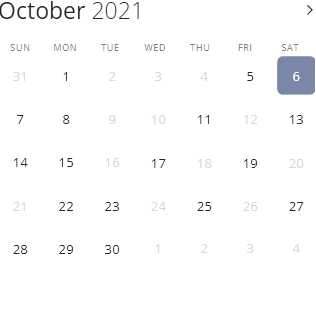 October 2021 >
SUN MON TUE WED THU FRI SAT
31 1 2 3 4 5 6
7 8 9 10 11 12 13
14 15 16 17 18 19 20
21 22 23 24 25 26 27
28 29 30 1 2 3 4